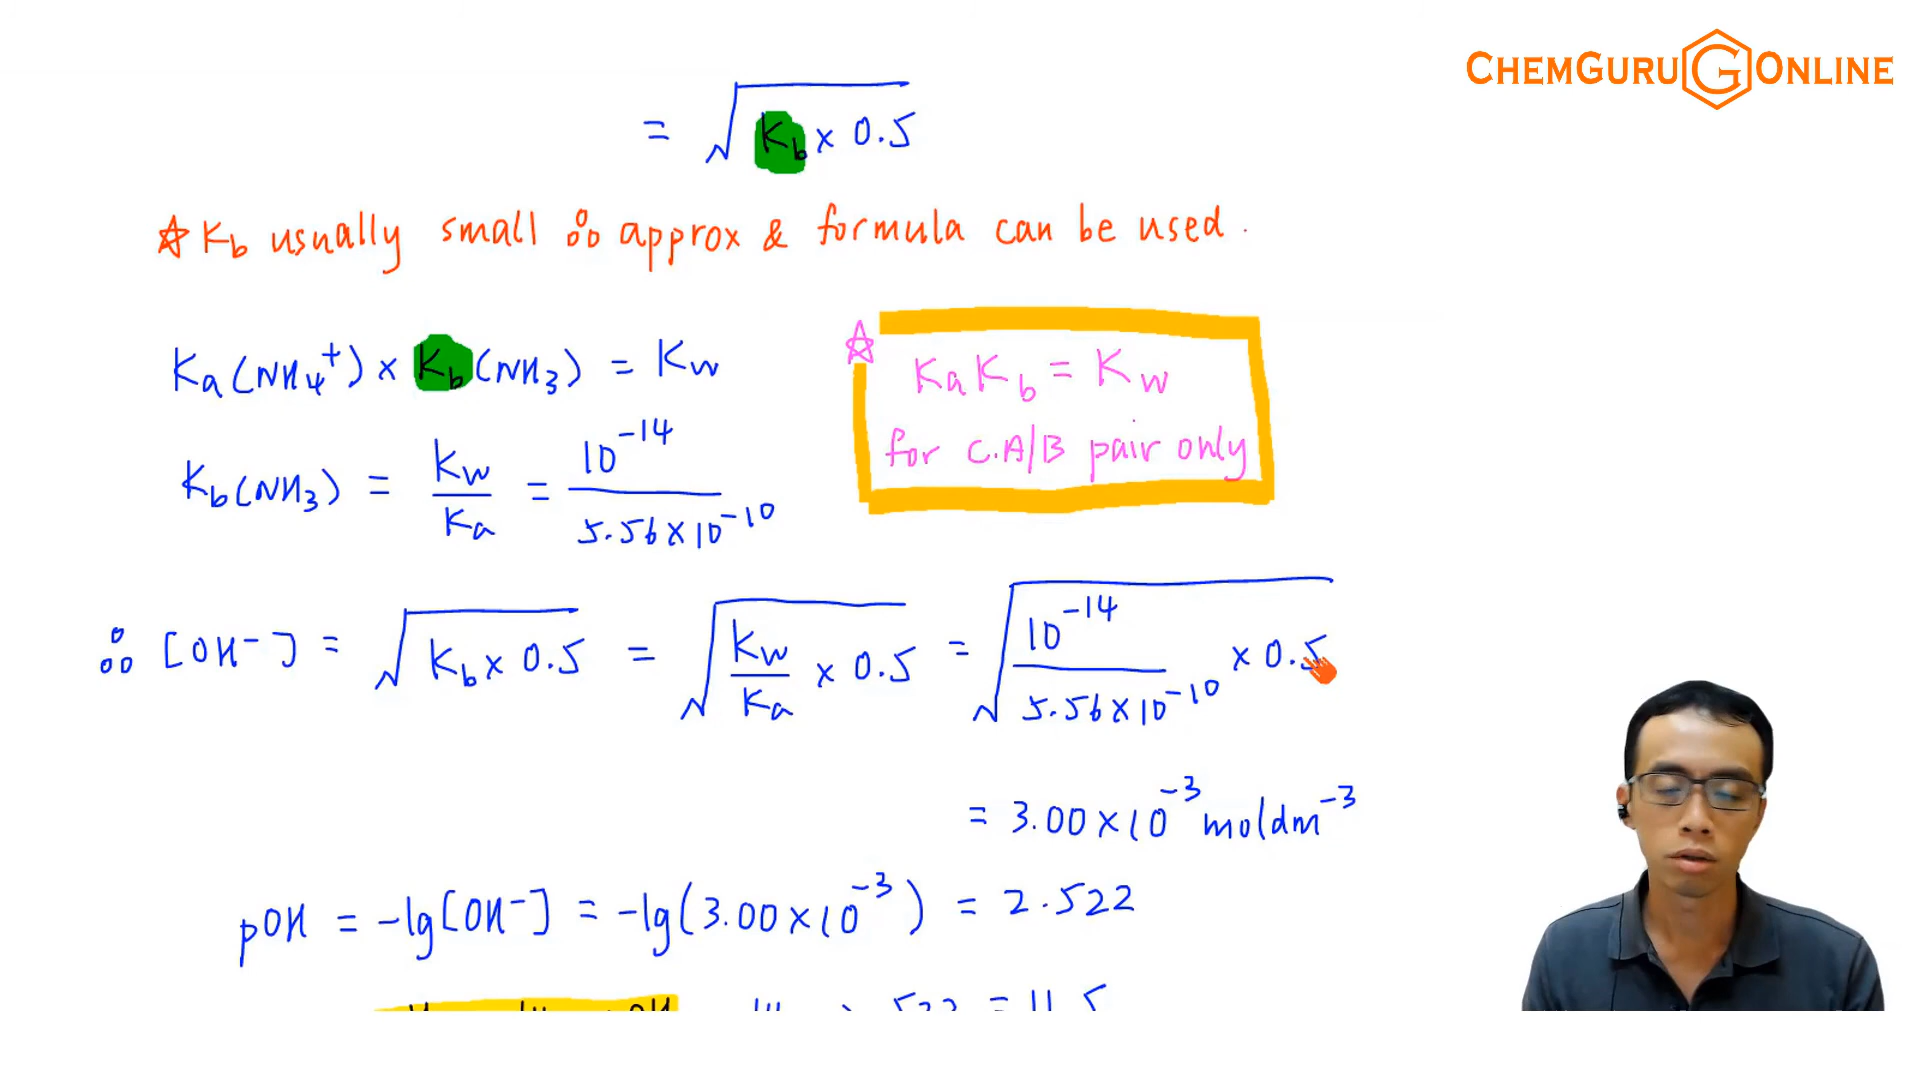 CHEMGURU G ONLINE
= √(Kb x 0.5)
☆ Kb usually small ∴ approx & formula can be used.
Ka(NH4⁺) x Kb(NH3) = Kw
☆ KaKb = Kw
for C.A/B pair only
Kb(NH3) = Kw/Ka = 10⁻¹⁴/5.56x10⁻¹⁰
∴ [OH⁻] = √(Kb x 0.5) = √(Kw/Ka x 0.5) = √(10⁻¹⁴/5.56x10⁻¹⁰ x 0.5)
= 3.00x10⁻³ moldm⁻³
pOH = -lg[OH⁻] = -lg(3.00x10⁻³) = 2.522